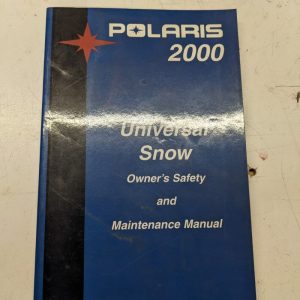 POLARIS
2000
Universal
Snow
Owner's Safety
and
Maintenance Manual